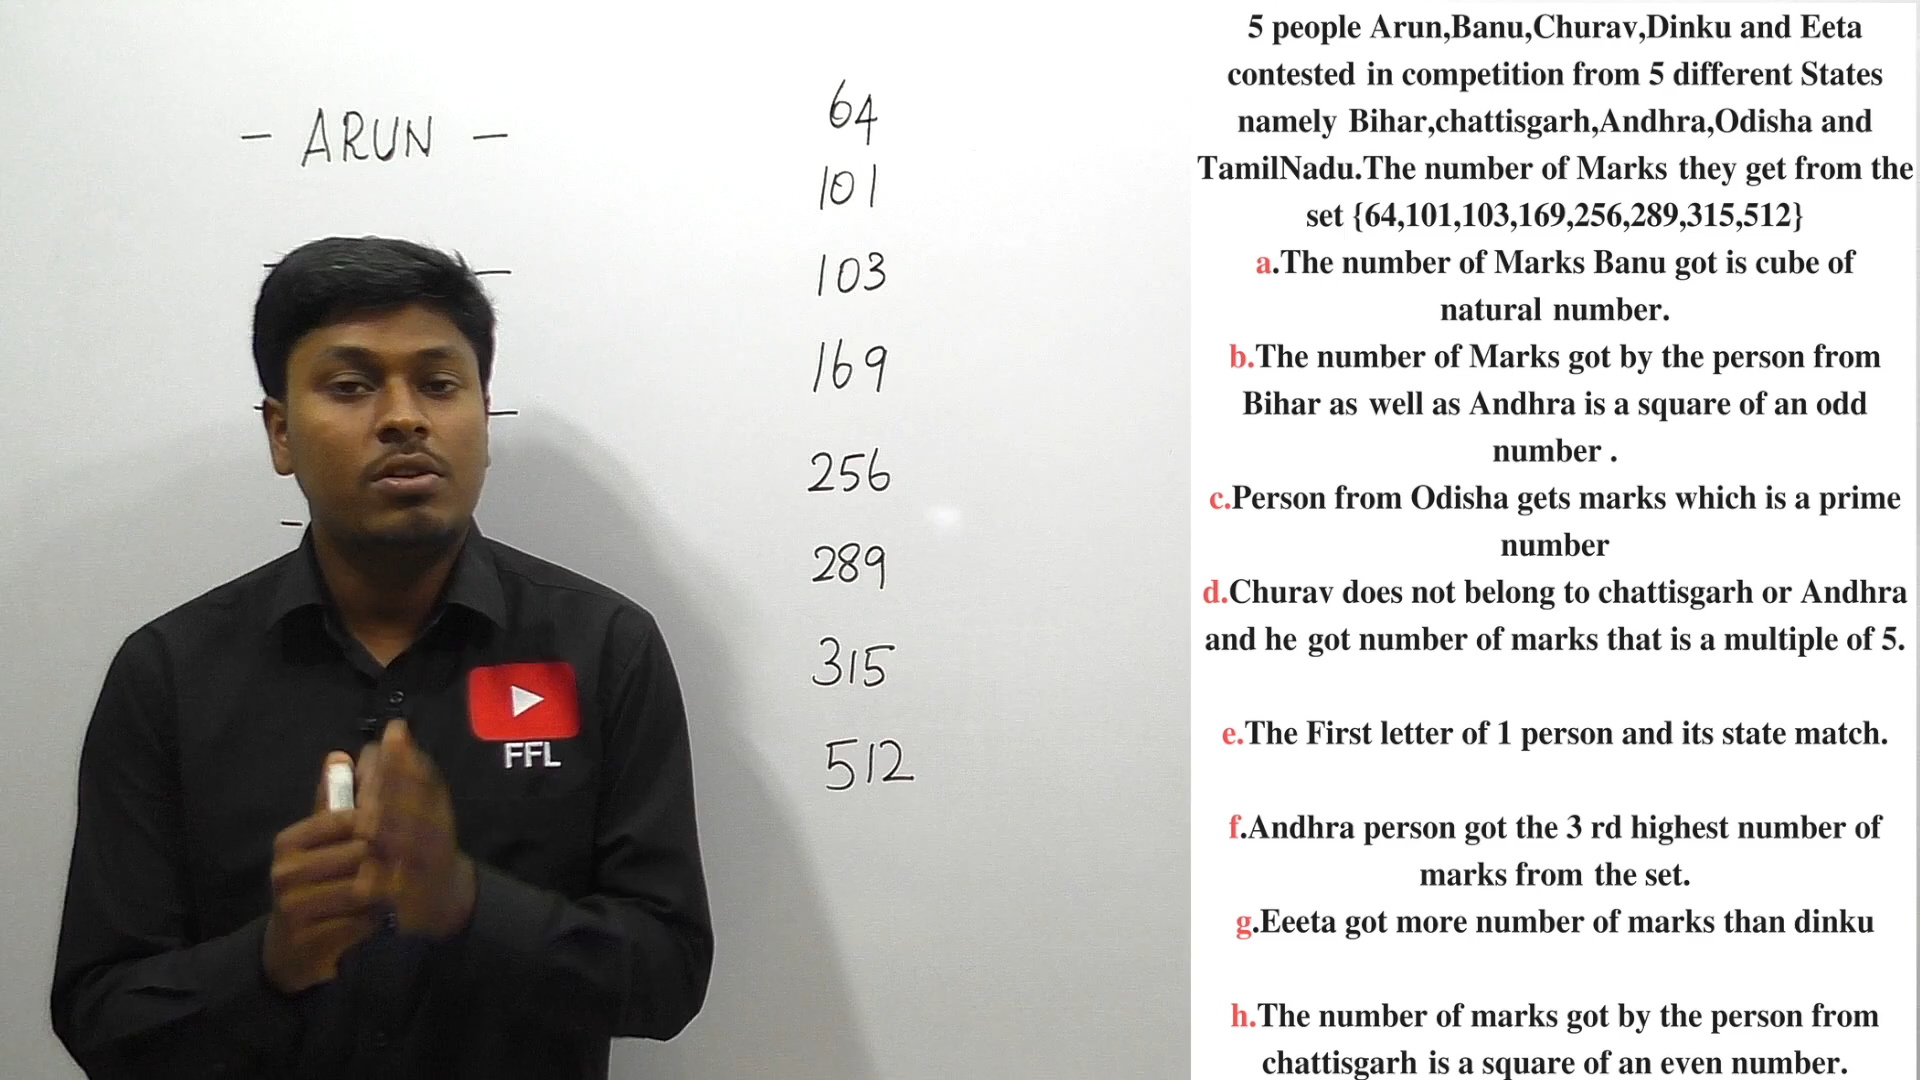 - ARUN -
64
101
103
169
256
289
315
512
FFL
5 people Arun,Banu,Churav,Dinku and Eeta
contested in competition from 5 different States
namely Bihar,chattisgarh,Andhra,Odisha and
TamilNadu.The number of Marks they get from the
set {64,101,103,169,256,289,315,512}
a.The number of Marks Banu got is cube of
natural number.
b.The number of Marks got by the person from
Bihar as well as Andhra is a square of an odd
number .
c.Person from Odisha gets marks which is a prime
number
d.Churav does not belong to chattisgarh or Andhra
and he got number of marks that is a multiple of 5.
e.The First letter of 1 person and its state match.
f.Andhra person got the 3 rd highest number of
marks from the set.
g.Eeeta got more number of marks than dinku
h.The number of marks got by the person from
chattisgarh is a square of an even number.